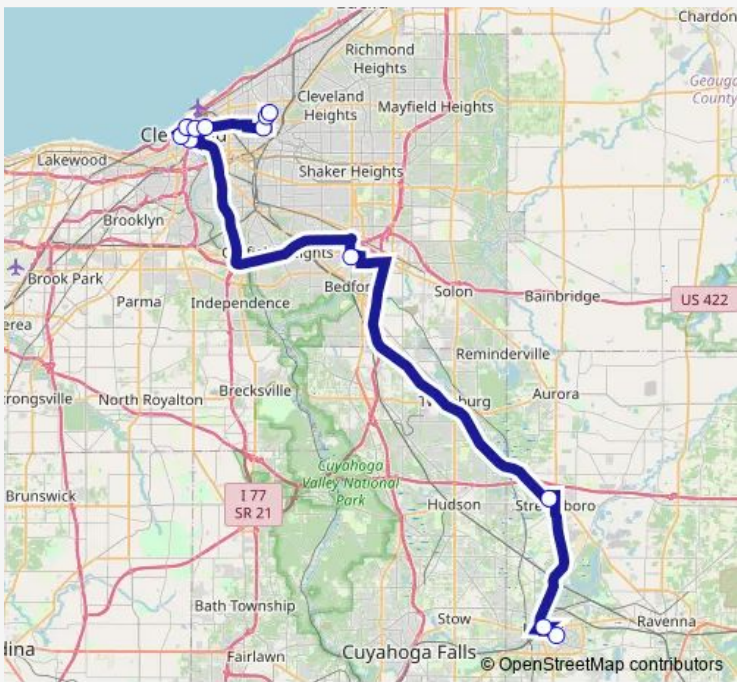 Chardon
Richmond
Heights
Geauga
County
Cleveland
Heights
Mayfield Heights
Cle
Lakewood
Shaker Heights
Brooklyn
Heights
Brook Park
Bedford
Solon
Bainbridge
US 422
Parma
Independence
Reminderville
Brecksville
Aurora
North Royalton
Cuyahoga
Valley National
Park
Hudson
Brunswick
I 77
SR 21
Bath Township
Stow
Ravenna
Fairlawn
Cuyahoga Falls
© OpenStreetMap contributors